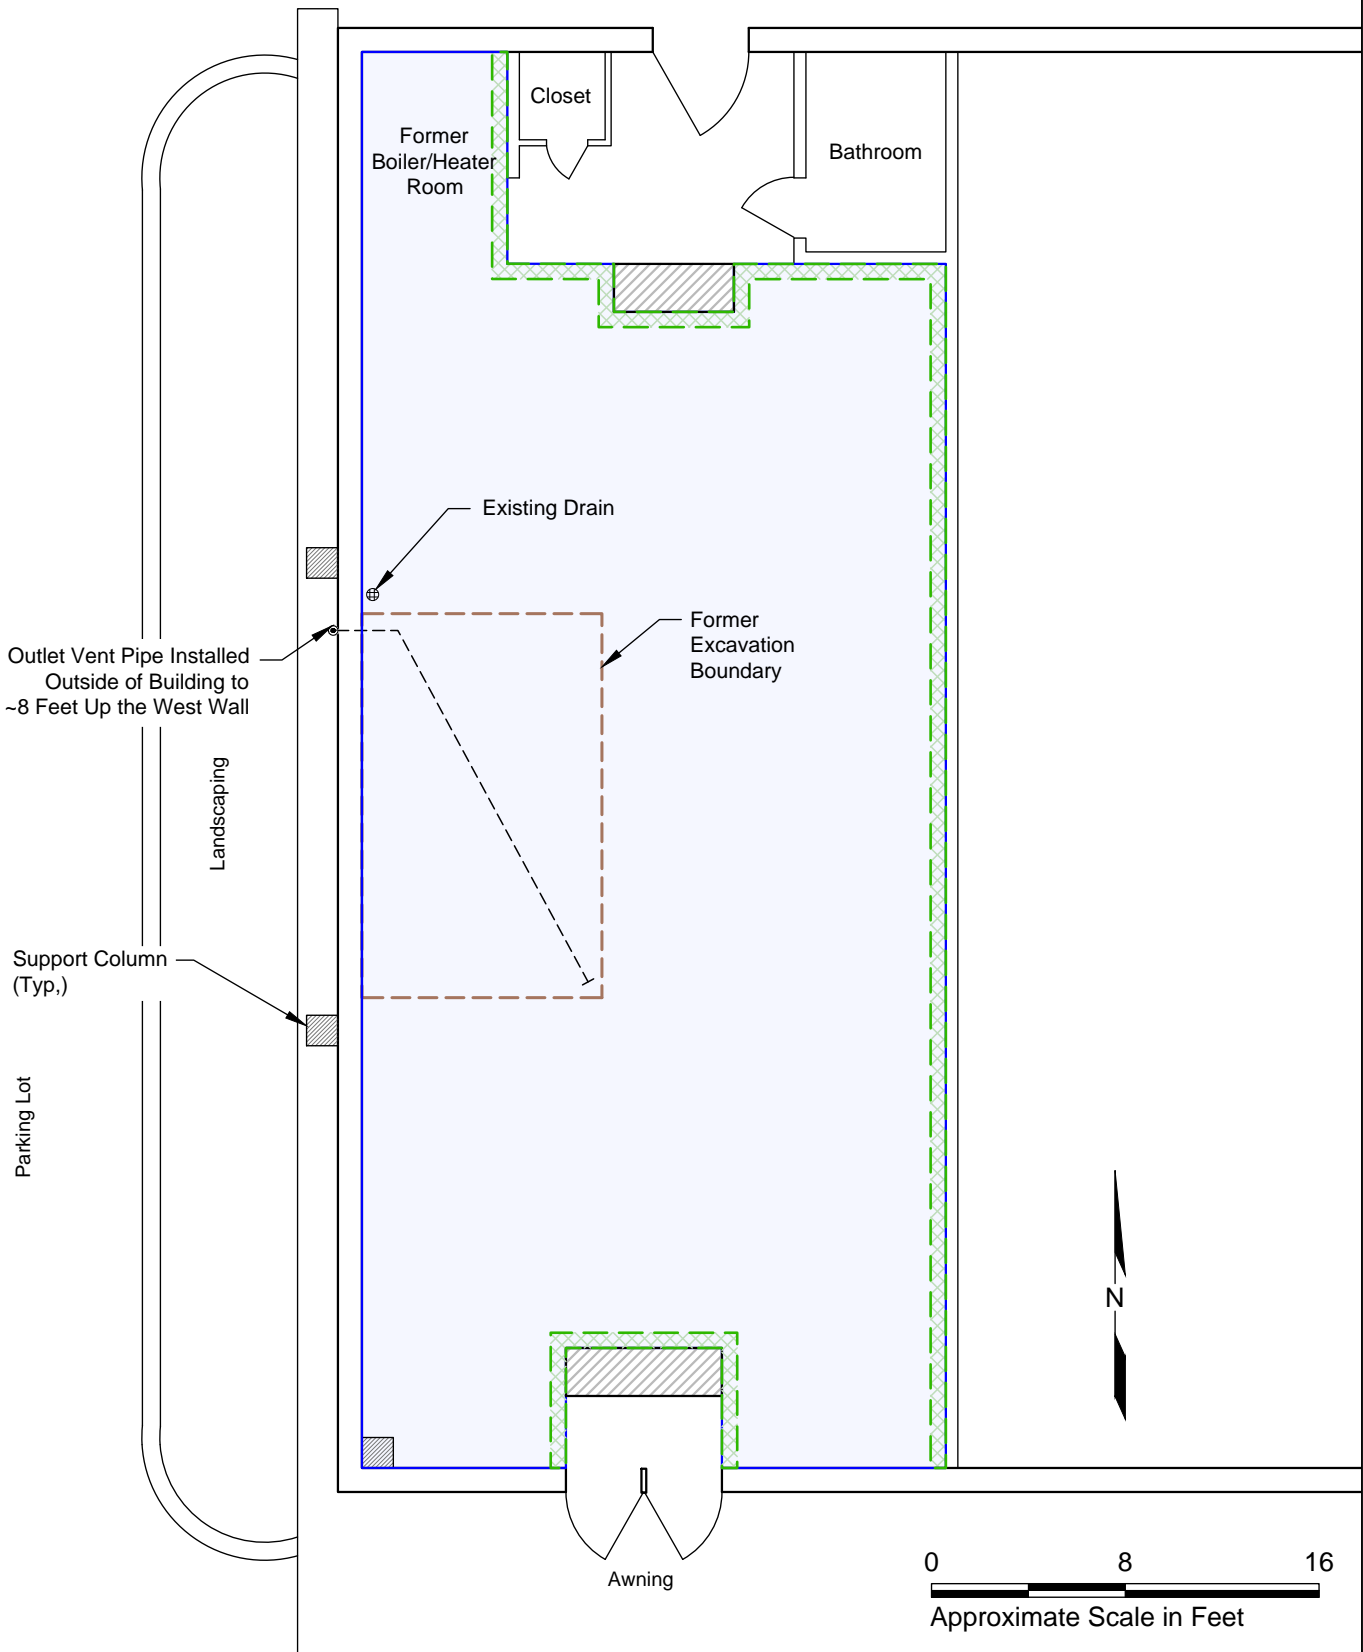 Closet
Former
Boiler/Heater
Room
Bathroom
Existing Drain
Former
Excavation
Boundary
Outlet Vent Pipe Installed
Outside of Building to
~8 Feet Up the West Wall
Landscaping
Support Column
(Typ,)
Parking Lot
N
Awning
0 8 16
Approximate Scale in Feet